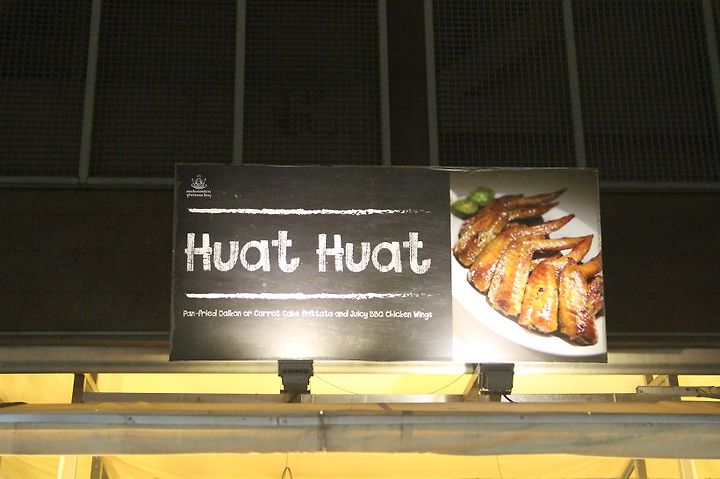 Huat Huat
Pan-Fried Daikon or Carrot Cake Frittata and Juicy BBQ Chicken Wings